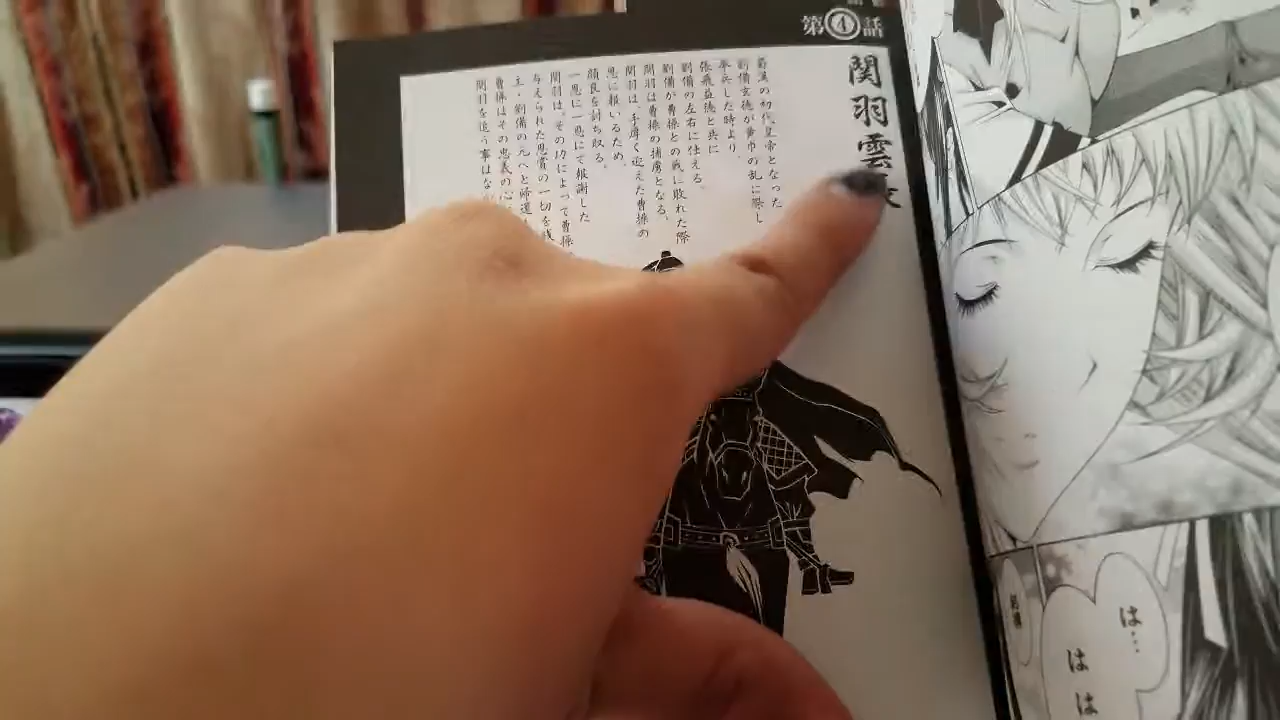 第④話
関羽雲
蜀漢の初代皇帝となった
劉備玄徳が黄巾の乱に際し
挙兵した時より、
張飛益徳と共に
劉備の左右に仕える。
劉備が曹操との戦に敗れた際
関羽は曹操の捕虜となる。
関羽は、手厚く迎えた曹操の
恩に報いるため、
顔良を討ち取る。
一恩に一恩にて報謝した
関羽は、その功によって曹操
与えられた恩賞の一切を残
主・劉備の元へと帰還
曹操はその忠義の心
関羽を追う事はな
は…
はは